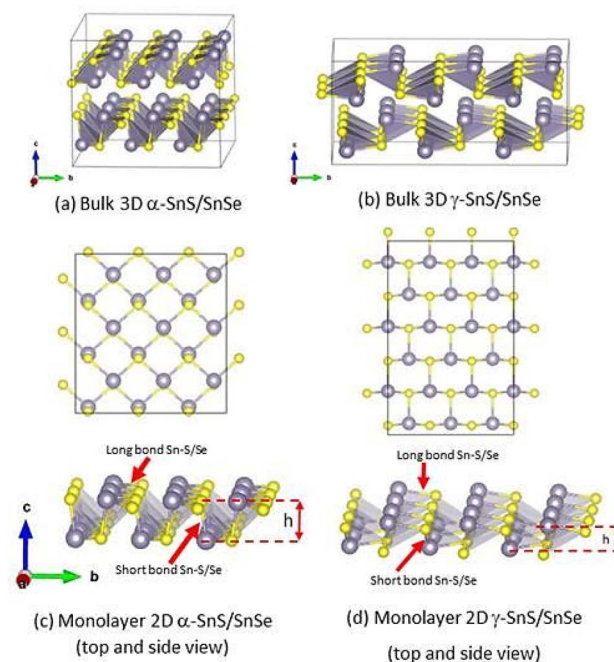 c
b
a
(a) Bulk 3D α-SnS/SnSe
c
b
(b) Bulk 3D γ-SnS/SnSe
Long bond Sn-S/Se
h
Short bond Sn-S/Se
c
a
b
(c) Monolayer 2D α-SnS/SnSe
(top and side view)
Long bond Sn-S/Se
h
Short bond Sn-S/Se
(d) Monolayer 2D γ-SnS/SnSe
(top and side view)